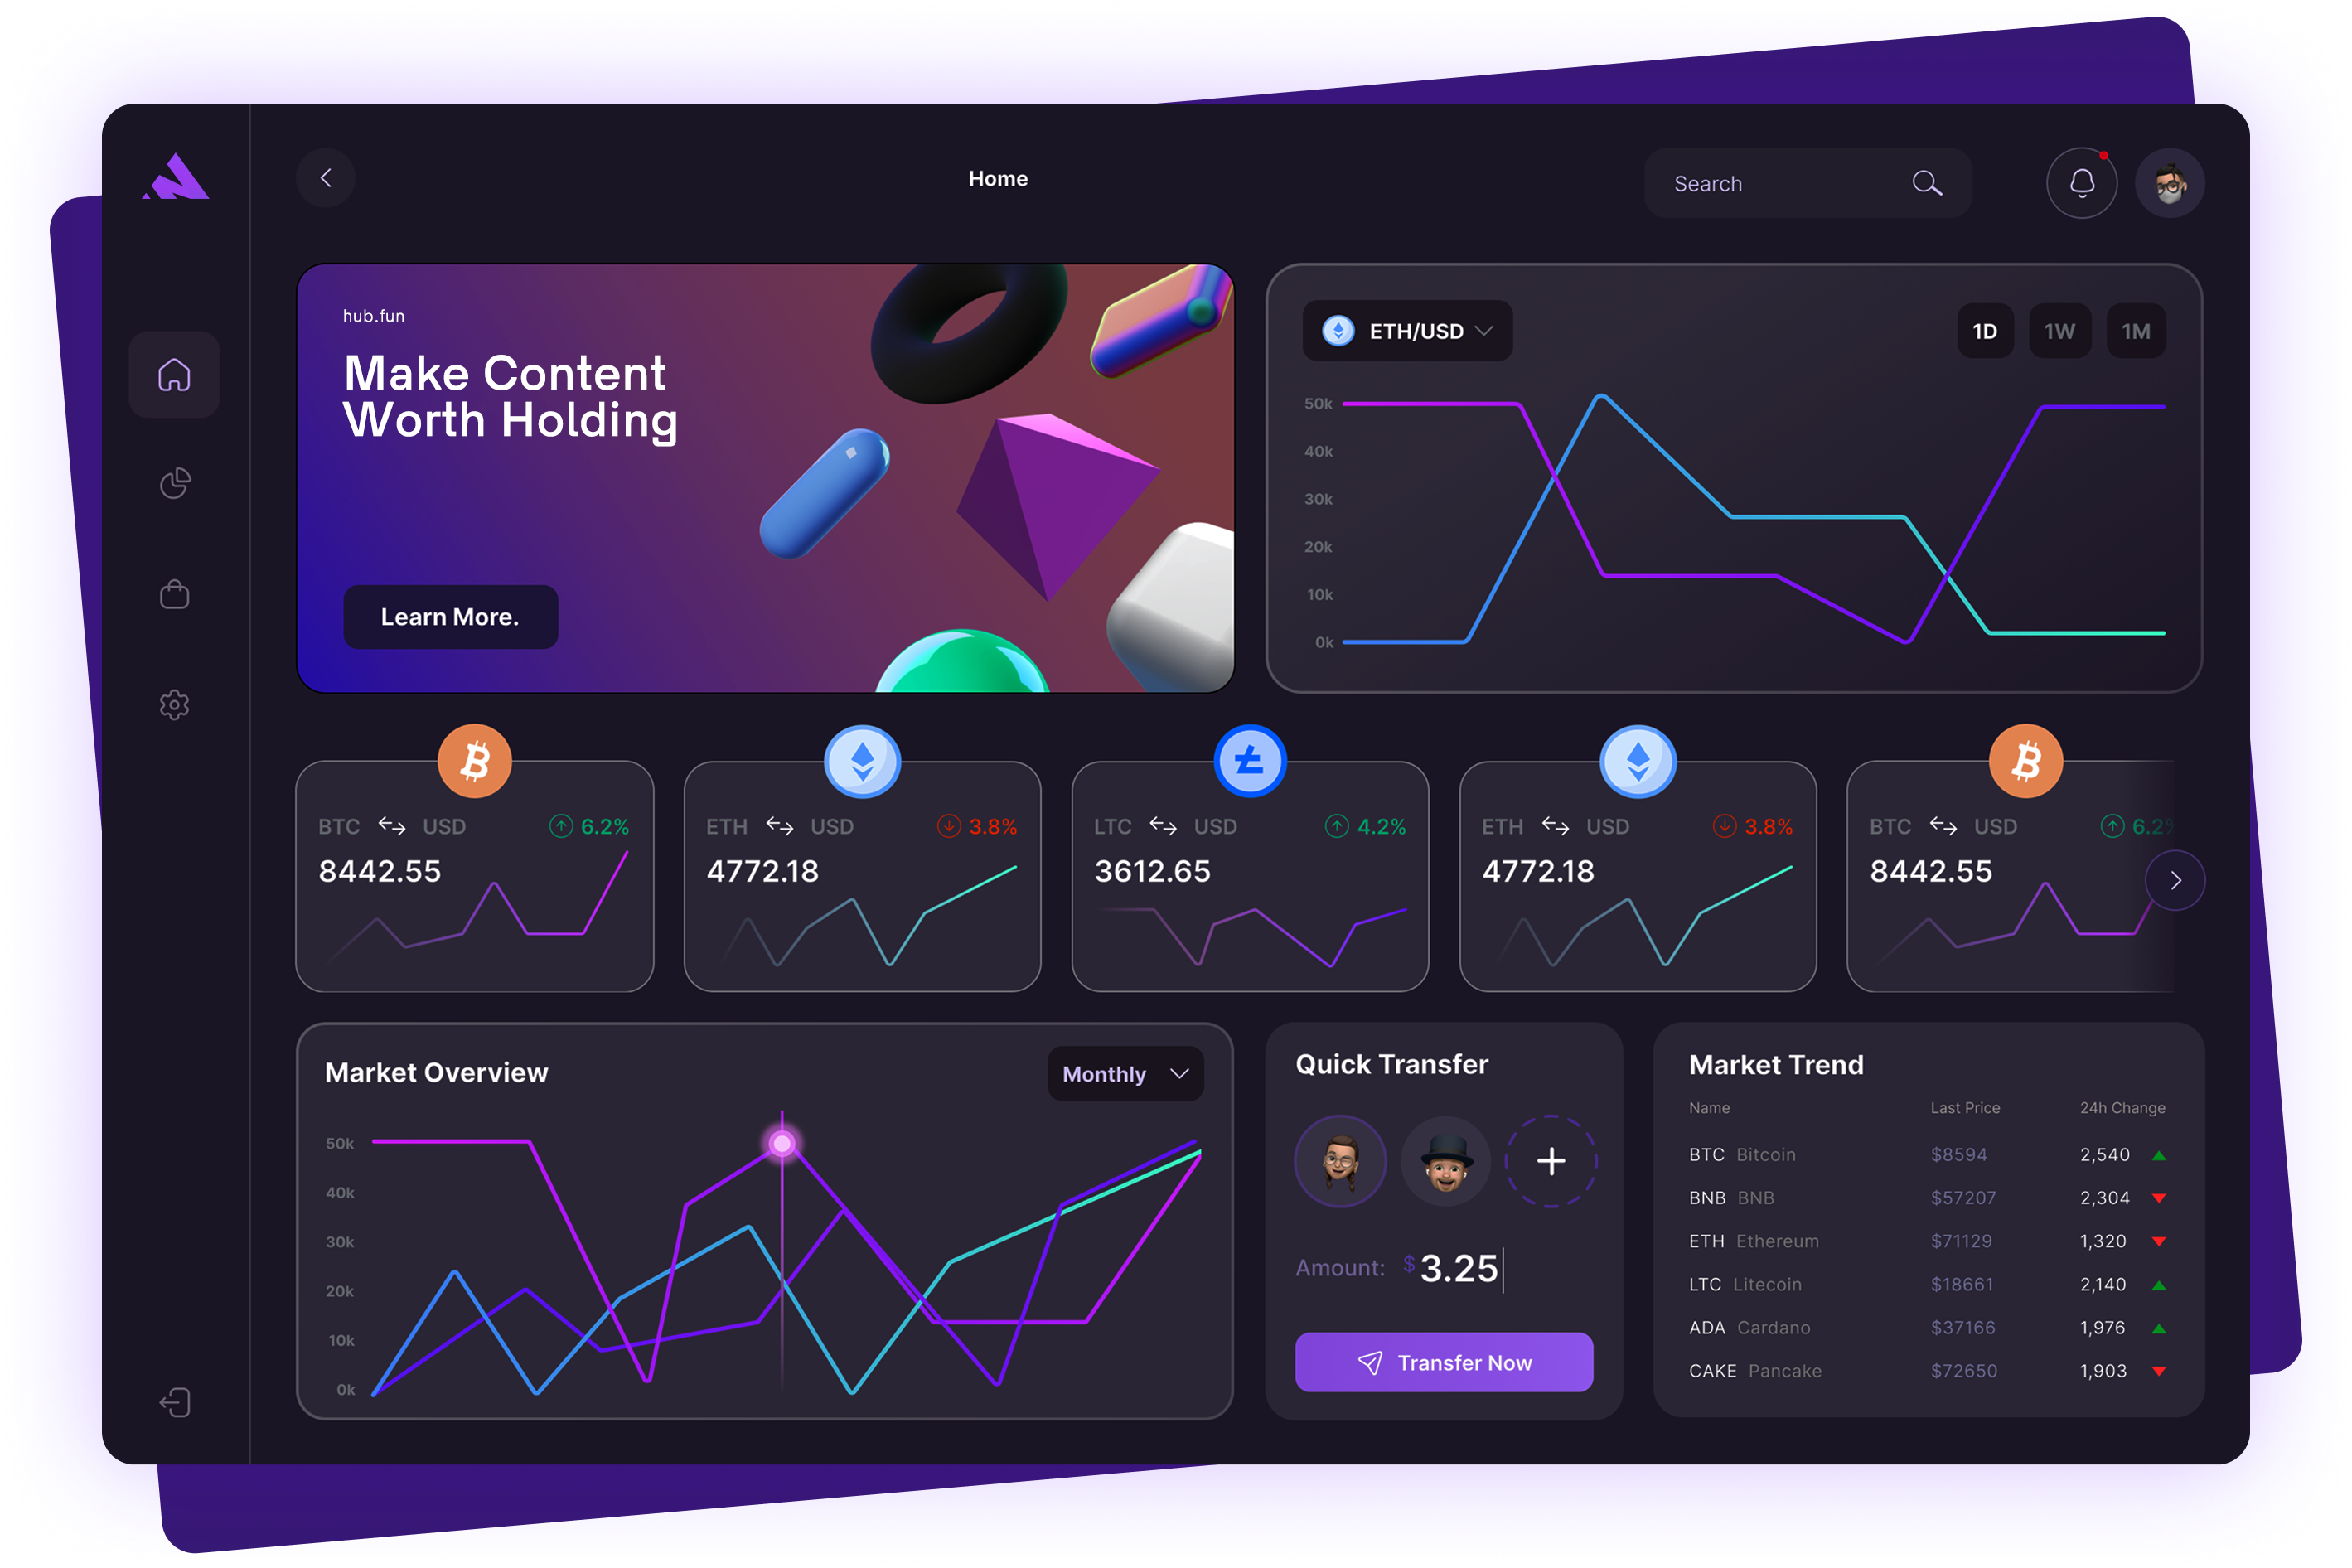 Home
Search
hub.fun
Make Content
Worth Holding
Learn More.
ETH/USD
1D 1W 1M
50k
40k
30k
20k
10k
0k
BTC USD 6.2%
8442.55
ETH USD 3.8%
4772.18
LTC USD 4.2%
3612.65
ETH USD 3.8%
4772.18
BTC USD 6.2%
8442.55
Market Overview
Monthly
50k
40k
30k
20k
10k
0k
Quick Transfer
Amount: $3.25
Transfer Now
Market Trend
Name Last Price 24h Change
BTC Bitcoin $8594 2,540
BNB BNB $57207 2,304
ETH Ethereum $71129 1,320
LTC Litecoin $18661 2,140
ADA Cardano $37166 1,976
CAKE Pancake $72650 1,903